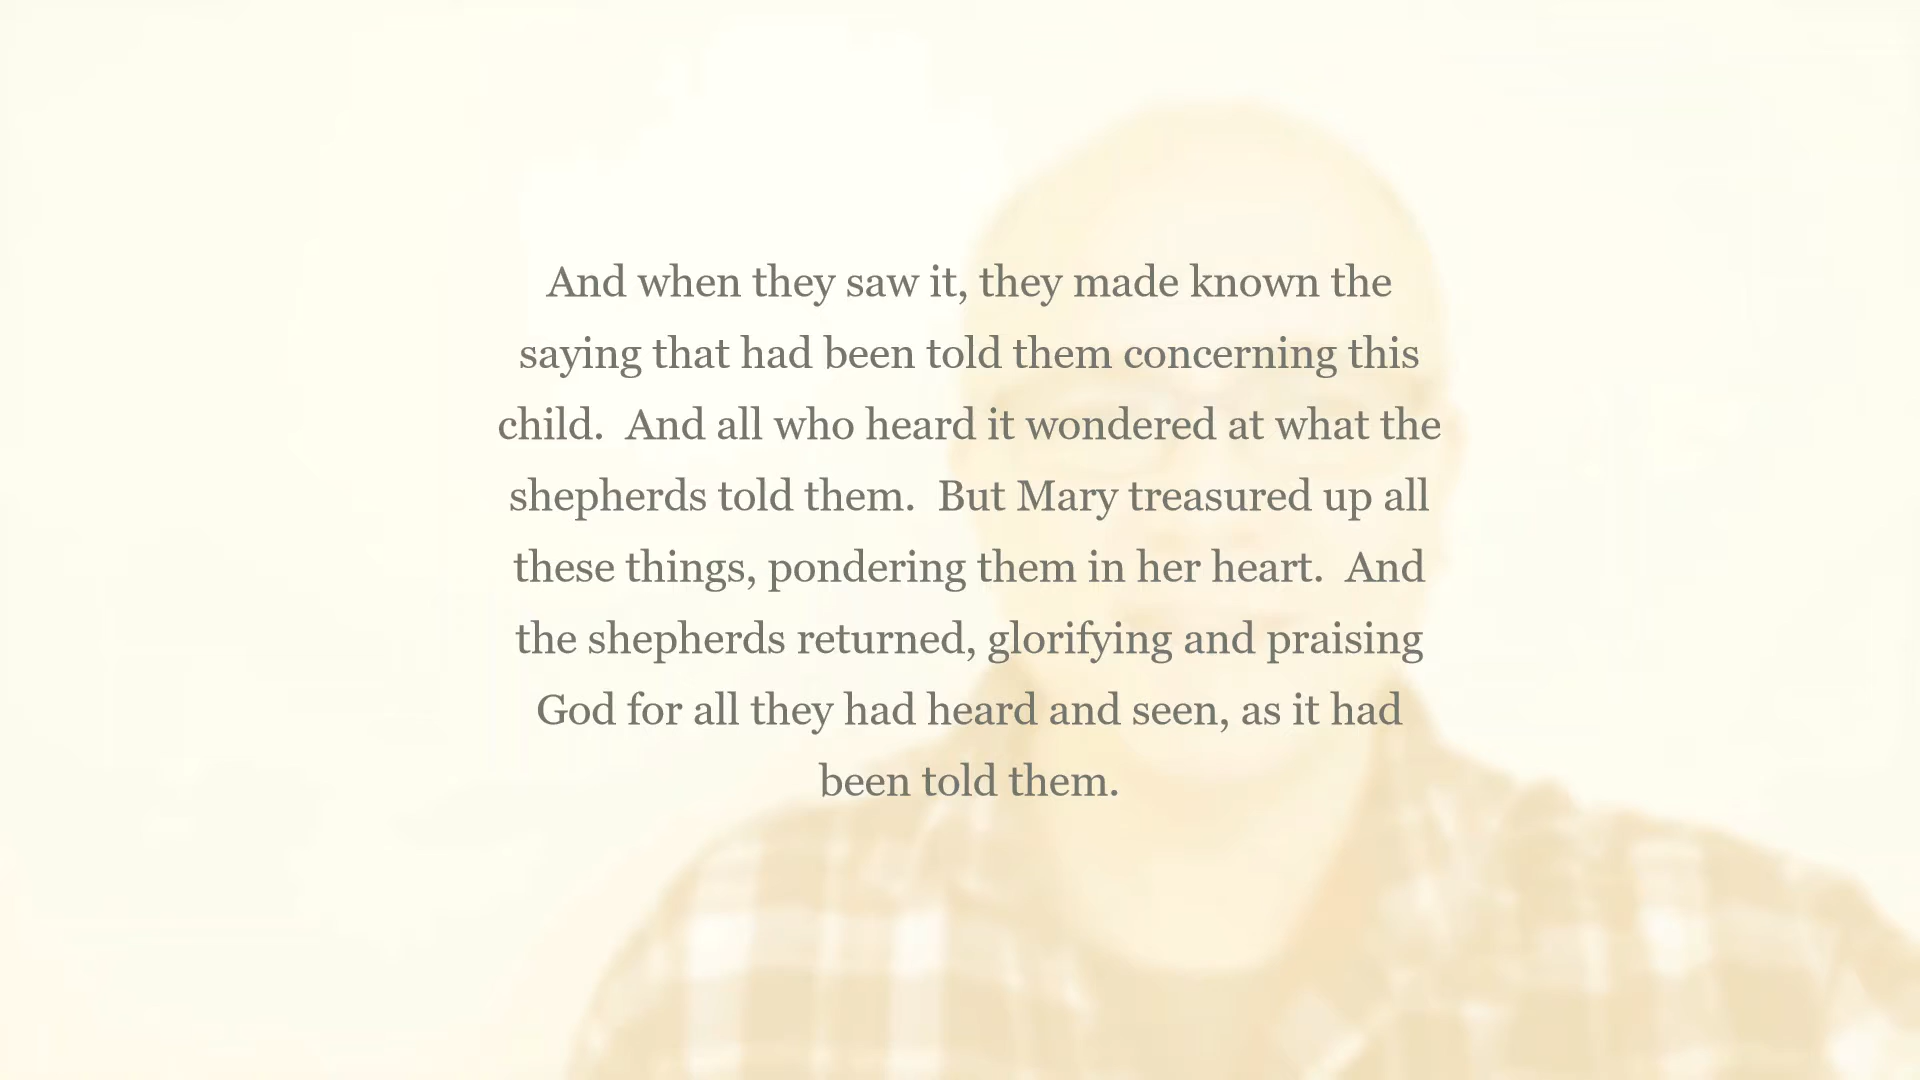 And when they saw it, they made known the
saying that had been told them concerning this
child.  And all who heard it wondered at what the
shepherds told them.  But Mary treasured up all
these things, pondering them in her heart.  And
the shepherds returned, glorifying and praising
God for all they had heard and seen, as it had
been told them.